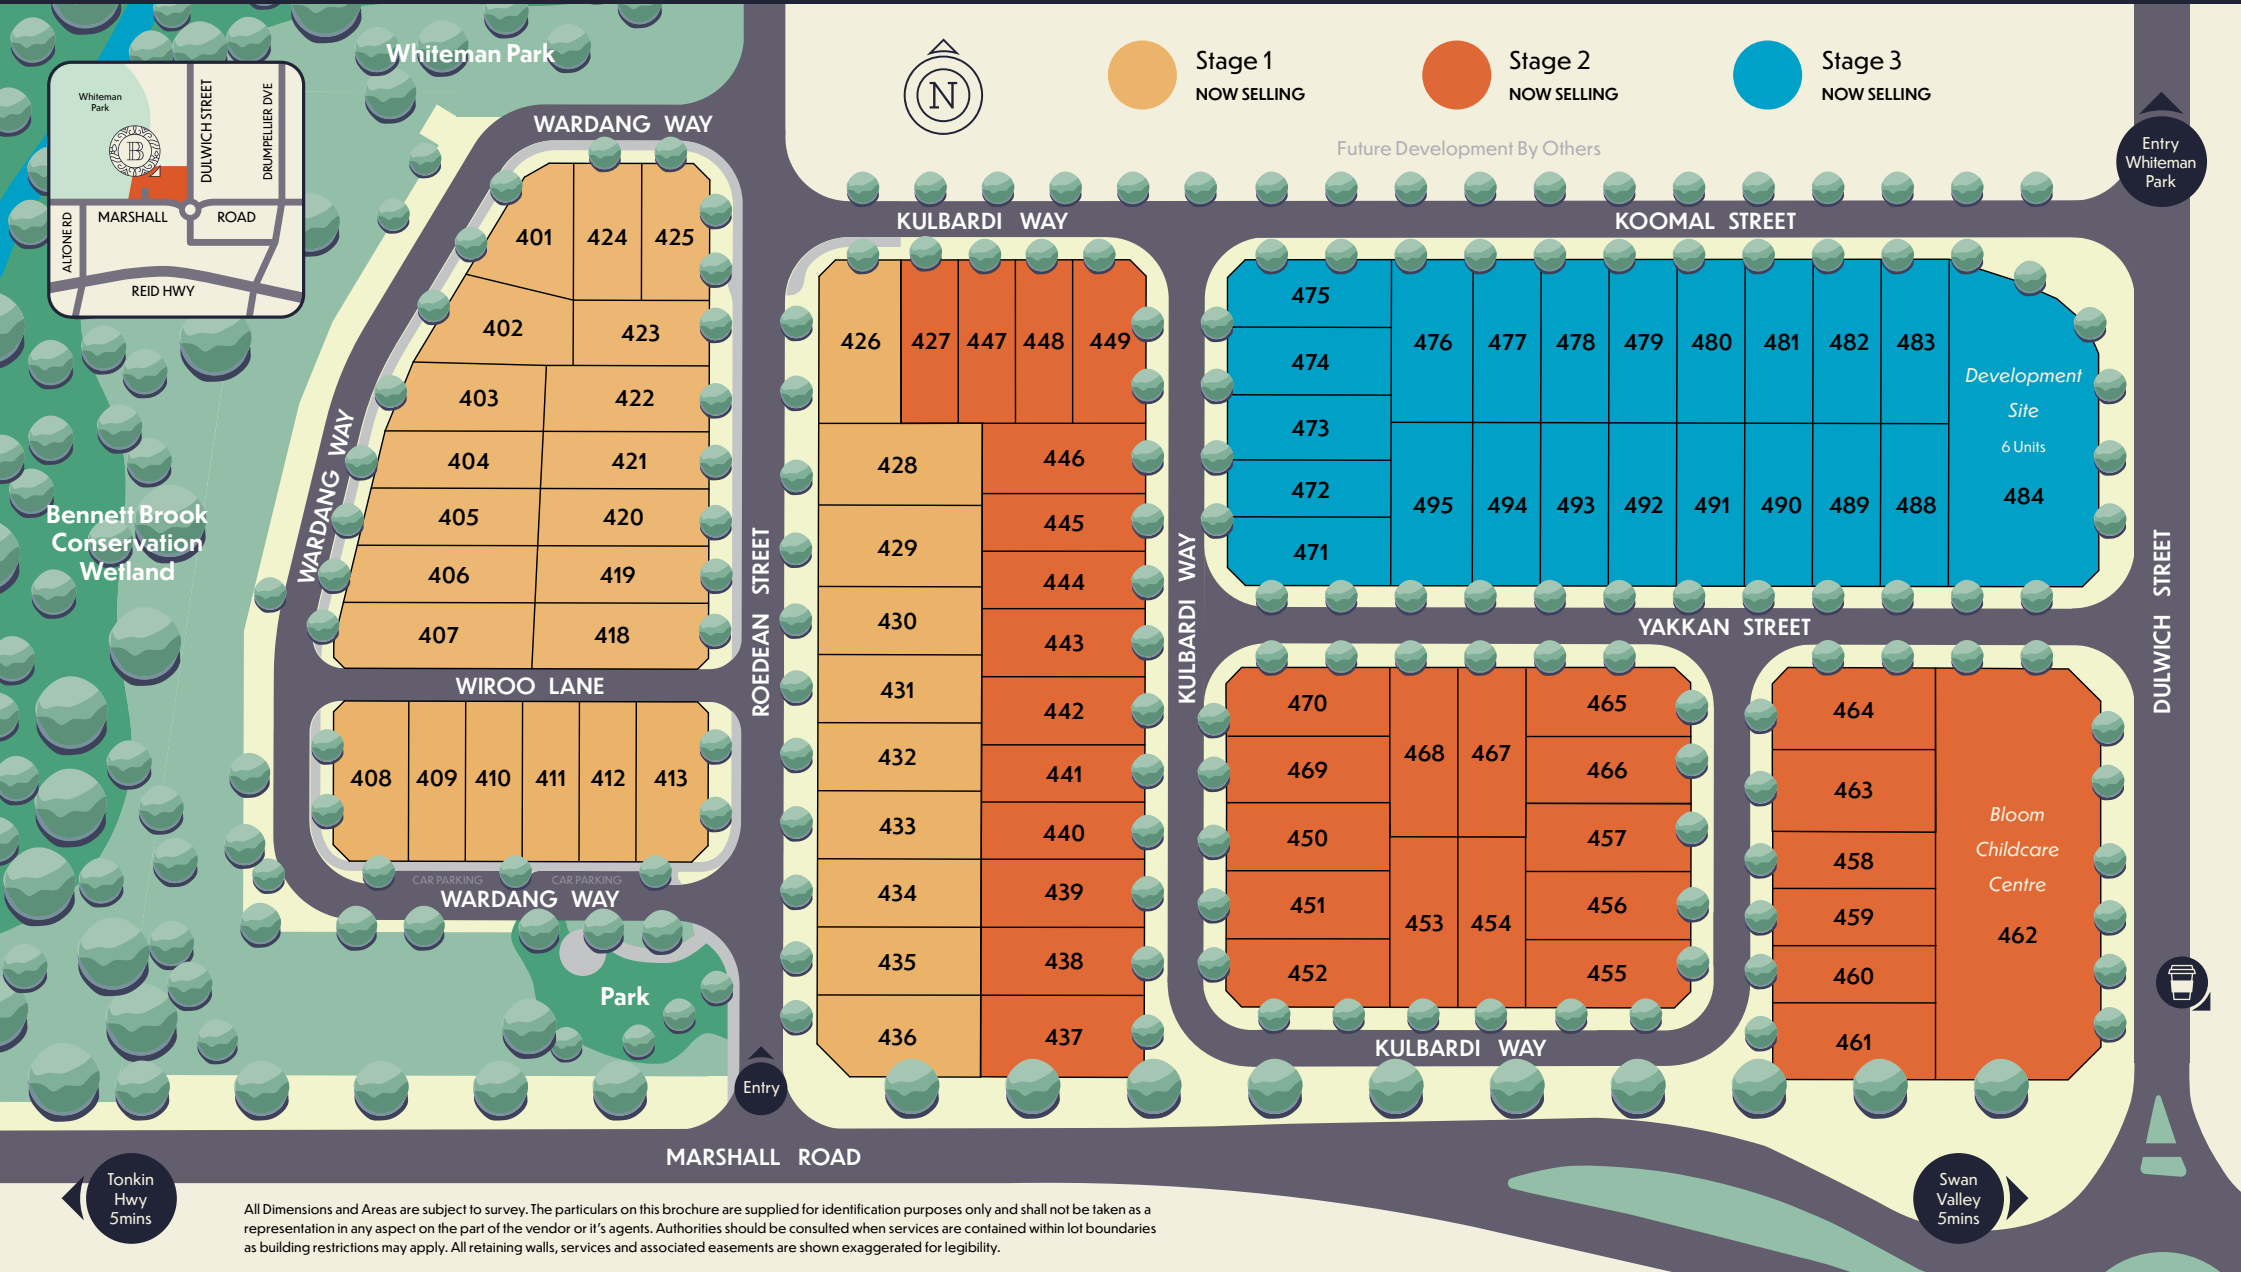 Whiteman Park
Whiteman
Park
B
DULWICH STREET
DRUMPELLIER DVE
MARSHALL ROAD
ALTONE RD
REID HWY
N
Stage 1
NOW SELLING
Stage 2
NOW SELLING
Stage 3
NOW SELLING
Future Development By Others
Entry
Whiteman
Park
WARDANG WAY
KULBARDI WAY
KOOMAL STREET
401
424
425
402
423
403
422
404
421
405
420
406
419
407
418
WARDANG WAY
Bennett Brook
Conservation
Wetland
WIROO LANE
408
409
410
411
412
413
CAR PARKING
CAR PARKING
WARDANG WAY
Park
ROEDEAN STREET
426
427
447
448
449
428
446
429
445
430
444
431
443
432
442
433
441
434
440
435
439
436
438
437
KULBARDI WAY
475
474
473
472
471
476
477
478
479
480
481
482
483
495
494
493
492
491
490
489
488
Development
Site
6 Units
484
YAKKAN STREET
DULWICH STREET
470
469
450
451
452
468
467
453
454
465
466
457
456
455
464
463
458
459
460
461
Bloom
Childcare
Centre
462
KULBARDI WAY
Entry
MARSHALL ROAD
Tonkin
Hwy
5mins
Swan
Valley
5mins
All Dimensions and Areas are subject to survey. The particulars on this brochure are supplied for identification purposes only and shall not be taken as a
representation in any aspect on the part of the vendor or it's agents. Authorities should be consulted when services are contained within lot boundaries
as building restrictions may apply. All retaining walls, services and associated easements are shown exaggerated for legibility.